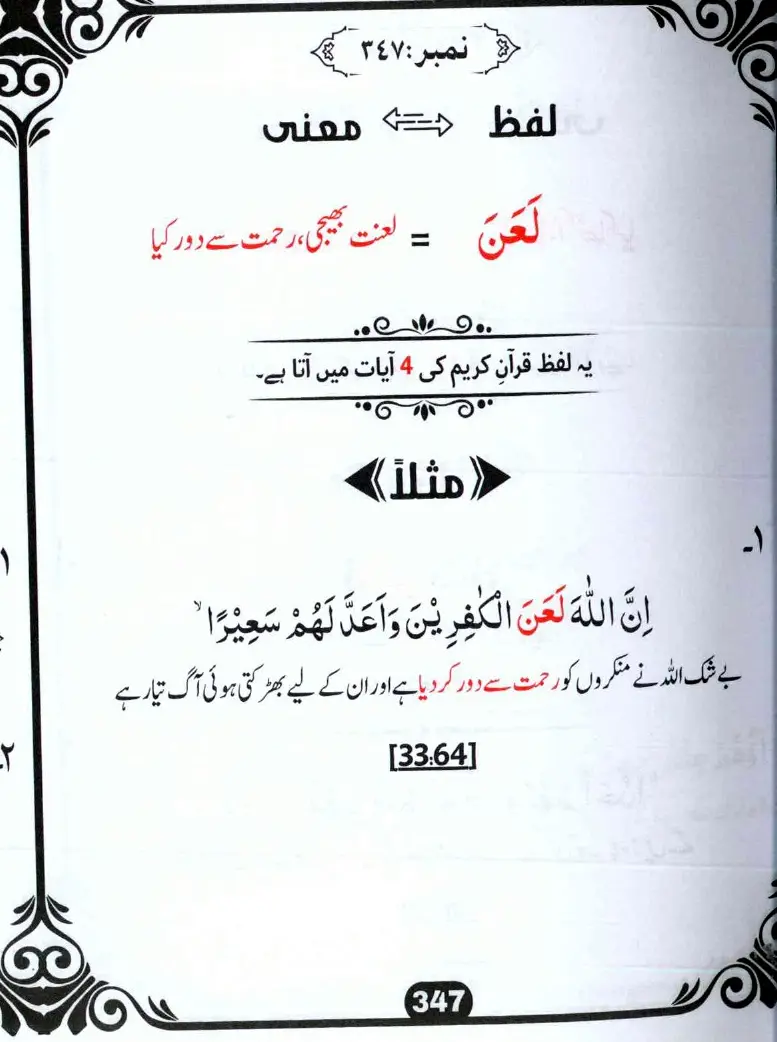 نمبر:٣٤٧
لفظ ⇐⇒ معنی
لَعَنَ = لعنت بھیجی، رحمت سے دور کیا
یہ لفظ قرآنِ کریم کی 4 آیات میں آتا ہے۔
مثلاً
١۔
اِنَّ اللّٰهَ لَعَنَ الْكٰفِرِيْنَ وَاَعَدَّ لَهُمْ سَعِيْرًا ۙ
بے شک اللہ نے منکروں کو رحمت سے دور کر دیا ہے اور ان کے لیے بھڑکتی ہوئی آگ تیار ہے
[33:64]
347